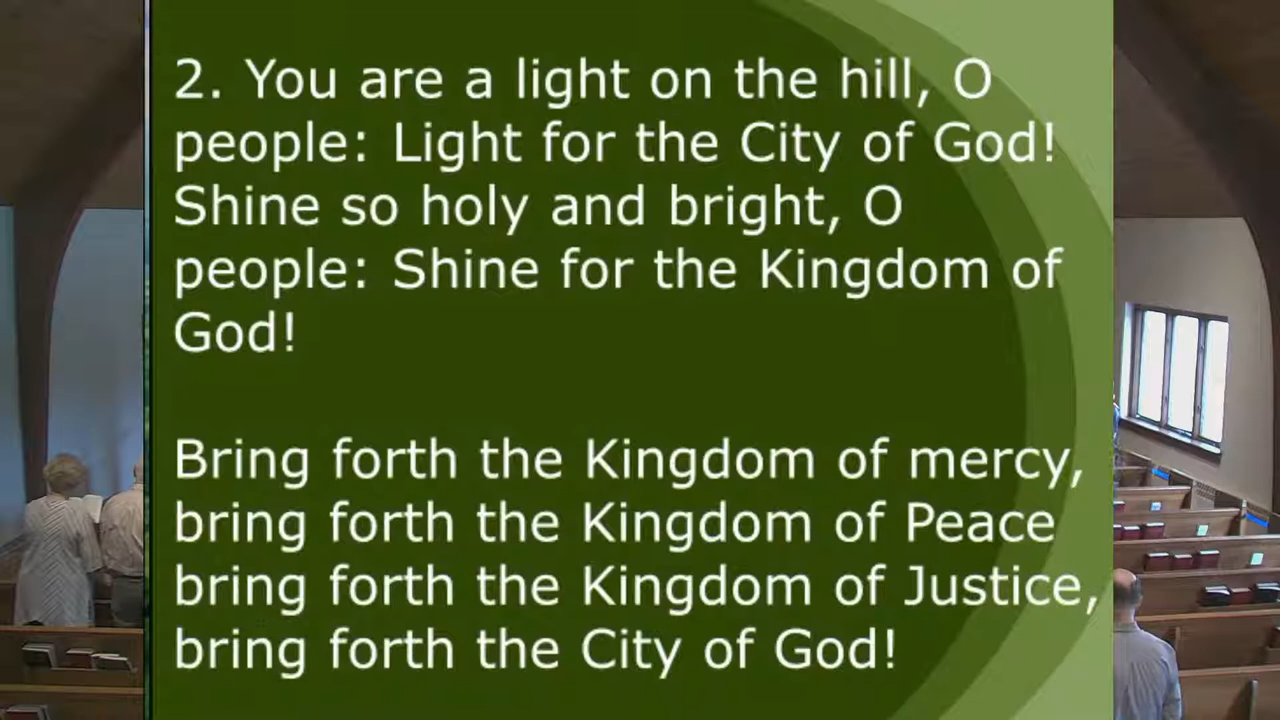 2. You are a light on the hill, O
people: Light for the City of God!
Shine so holy and bright, O
people: Shine for the Kingdom of
God!
Bring forth the Kingdom of mercy,
bring forth the Kingdom of Peace
bring forth the Kingdom of Justice,
bring forth the City of God!